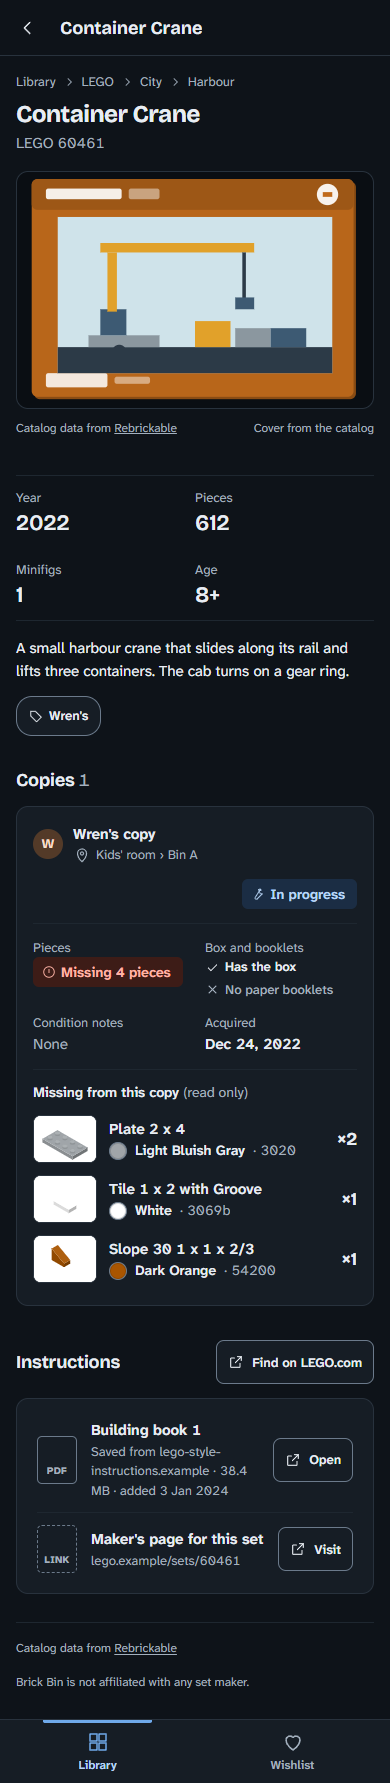 Container Crane
Library > LEGO > City > Harbour
Container Crane
LEGO 60461
Catalog data from Rebrickable
Cover from the catalog
Year
Pieces
2022
612
Minifigs
Age
1
8+
A small harbour crane that slides along its rail and
lifts three containers. The cab turns on a gear ring.
Wren's
Copies 1
W
Wren's copy
Kids' room › Bin A
In progress
Pieces
Missing 4 pieces
Box and booklets
Has the box
No paper booklets
Condition notes
None
Acquired
Dec 24, 2022
Missing from this copy (read only)
Plate 2 x 4
Light Bluish Gray · 3020
×2
Tile 1 x 2 with Groove
White · 3069b
×1
Slope 30 1 x 1 x 2/3
Dark Orange · 54200
×1
Instructions
Find on LEGO.com
PDF
Building book 1
Saved from lego-style-
instructions.example · 38.4
MB · added 3 Jan 2024
Open
LINK
Maker's page for this set
lego.example/sets/60461
Visit
Catalog data from Rebrickable
Brick Bin is not affiliated with any set maker.
Library
Wishlist